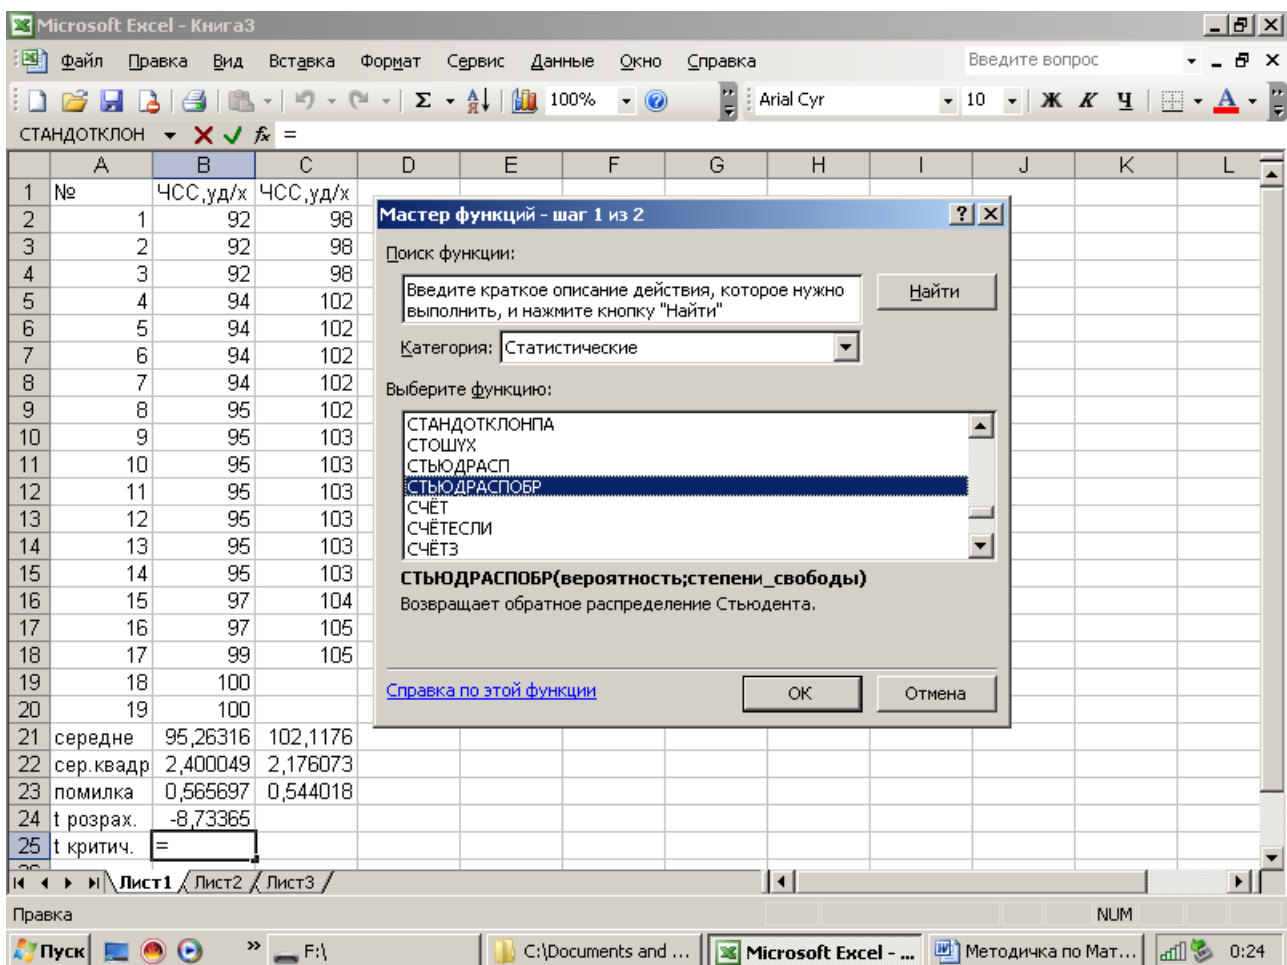 Microsoft Excel - Книга3
Файл Правка Вид Вставка Формат Сервис Данные Окно Справка Введите вопрос
Σ 100% Arial Cyr 10 Ж К Ч
СТАНДОТКЛОН fx =
A B C D E F G H I J K L
1 № ЧСС,уд/х ЧСС,уд/х
2 1 92 98
3 2 92 98
4 3 92 98
5 4 94 102
6 5 94 102
7 6 94 102
8 7 94 102
9 8 95 102
10 9 95 103
11 10 95 103
12 11 95 103
13 12 95 103
14 13 95 103
15 14 95 103
16 15 97 104
17 16 97 105
18 17 99 105
19 18 100
20 19 100
21 середне 95,26316 102,1176
22 сер.квадр 2,400049 2,176073
23 помилка 0,565697 0,544018
24 t розрах. -8,73365
25 t критич. =
Мастер функций - шаг 1 из 2
Поиск функции:
Введите краткое описание действия, которое нужно
выполнить, и нажмите кнопку "Найти"
Найти
Категория: Статистические
Выберите функцию:
СТАНДОТКЛОНПА
СТОШYX
СТЬЮДРАСП
СТЬЮДРАСПОБР
СЧЁТ
СЧЁТЕСЛИ
СЧЁТЗ
СТЬЮДРАСПОБР(вероятность;степени_свободы)
Возвращает обратное распределение Стьюдента.
Справка по этой функции ОК Отмена
Лист1 Лист2 Лист3
Правка NUM
Пуск » F:\ C:\Documents and ... Microsoft Excel - ... Методичка по Мат... 0:24